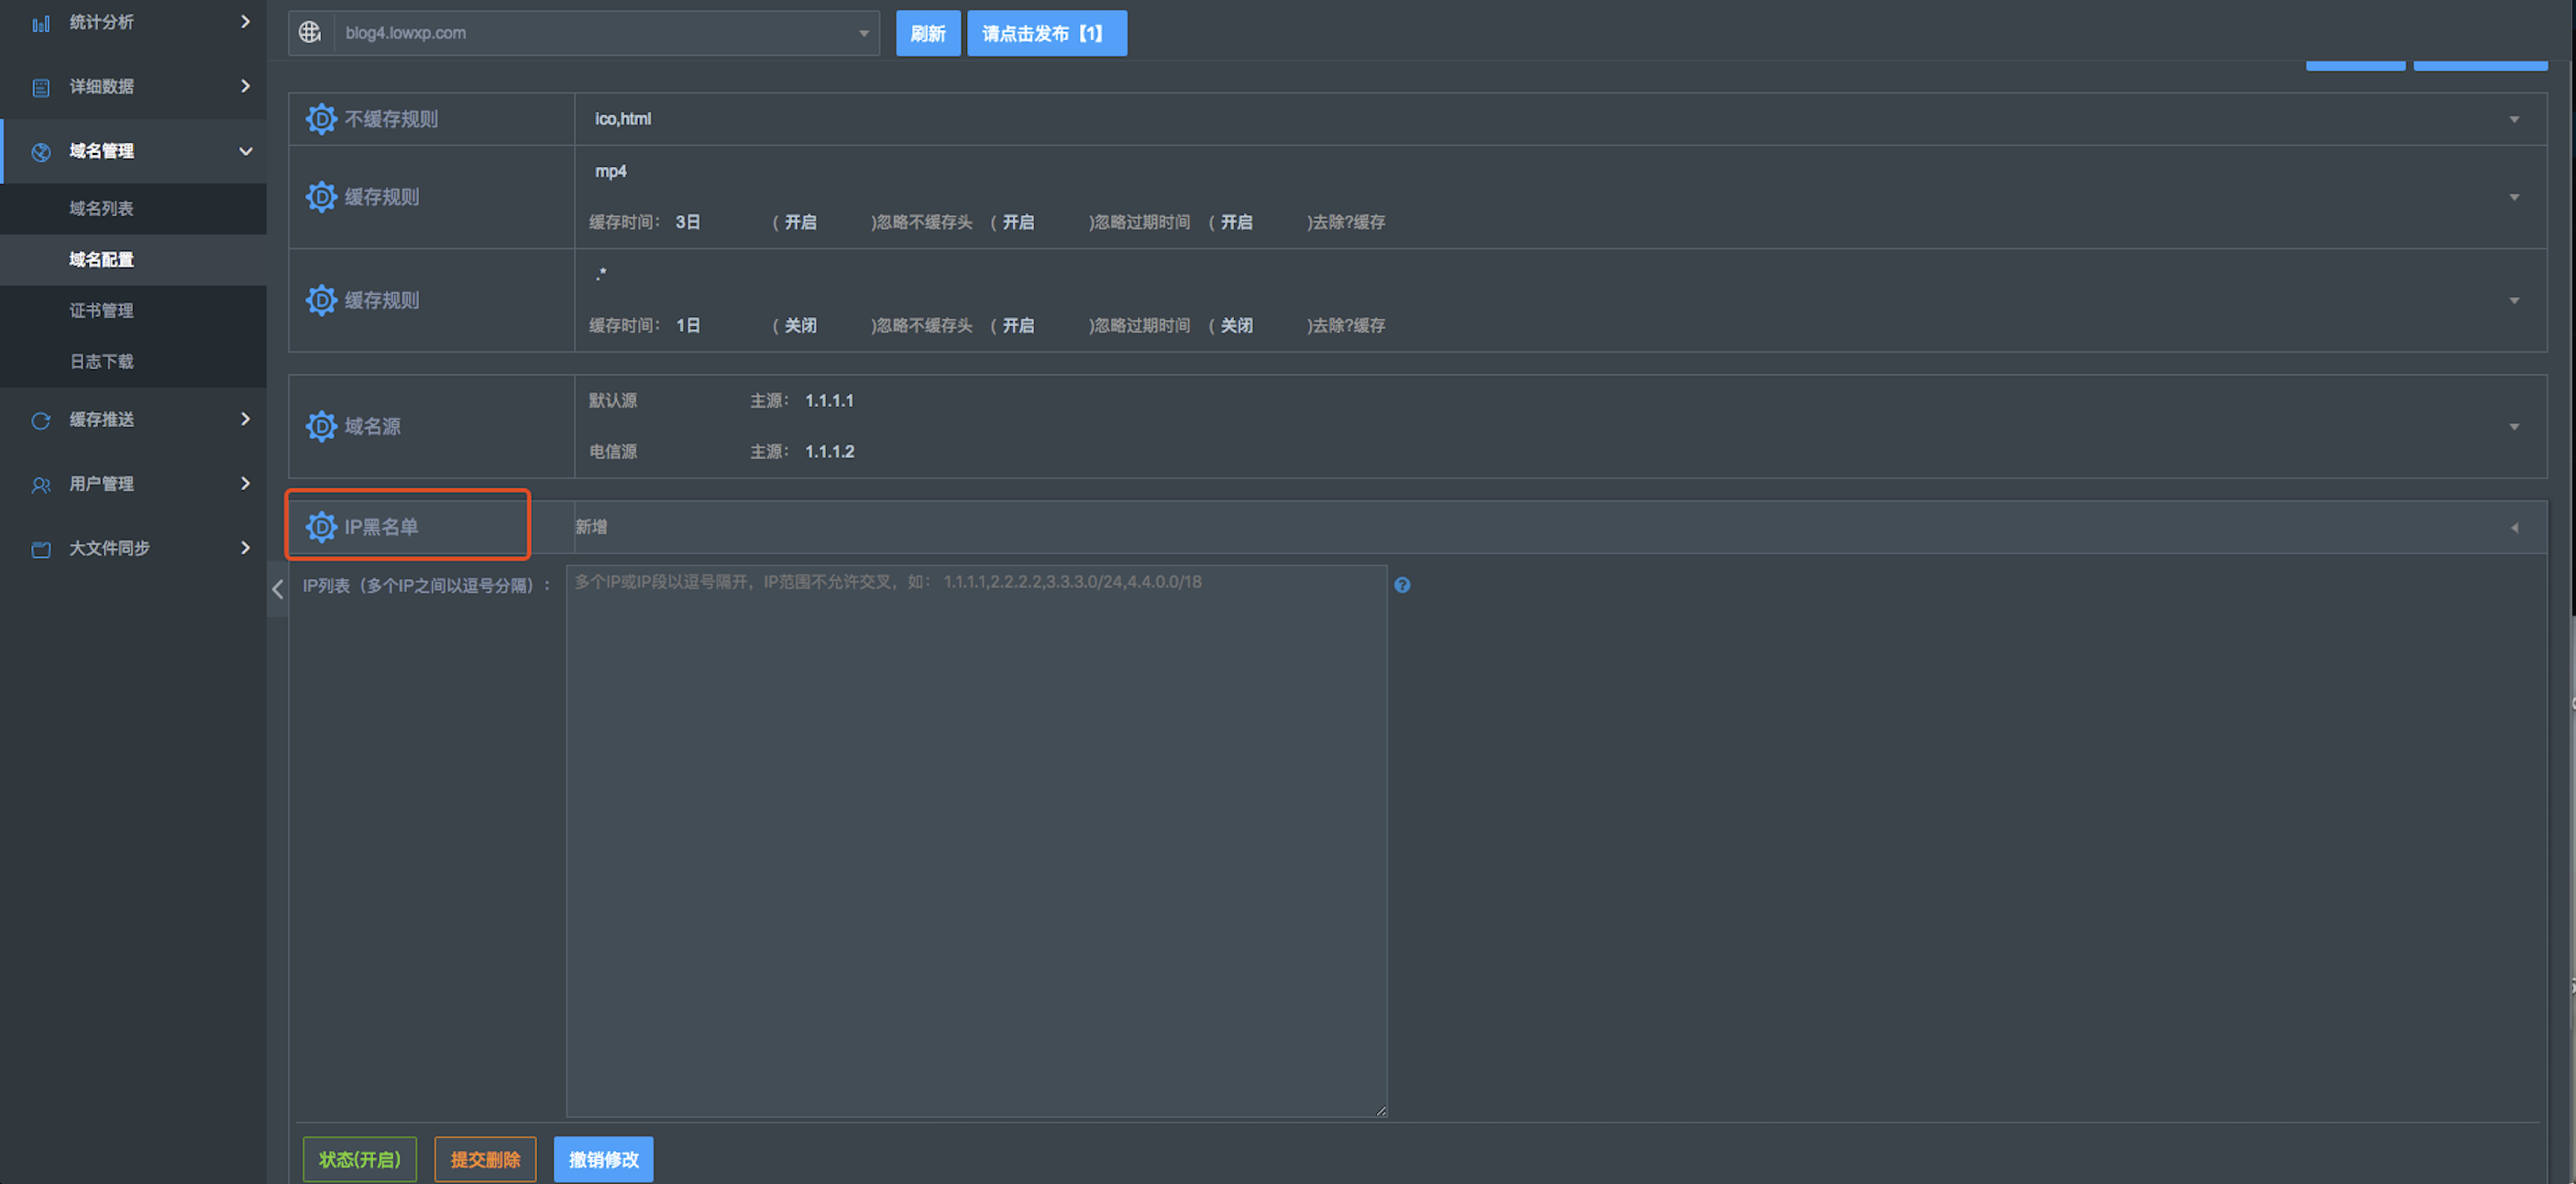 统计分析
详细数据
域名管理
域名列表
域名配置
证书管理
日志下载
缓存推送
用户管理
大文件同步
blog4.lowxp.com
刷新
请点击发布【1】
不缓存规则
ico,html
缓存规则
mp4
缓存时间： 3日 （ 开启 )忽略不缓存头 （ 开启 )忽略过期时间 （ 开启 )去除?缓存
缓存规则
.*
缓存时间： 1日 （ 关闭 )忽略不缓存头 （ 开启 )忽略过期时间 （ 关闭 )去除?缓存
域名源
默认源 主源： 1.1.1.1
电信源 主源： 1.1.1.2
IP黑名单
新增
IP列表（多个IP之间以逗号分隔）：
多个IP或IP段以逗号隔开，IP范围不允许交叉，如： 1.1.1.1,2.2.2.2,3.3.3.0/24,4.4.0.0/18
状态(开启)
提交删除
撤销修改